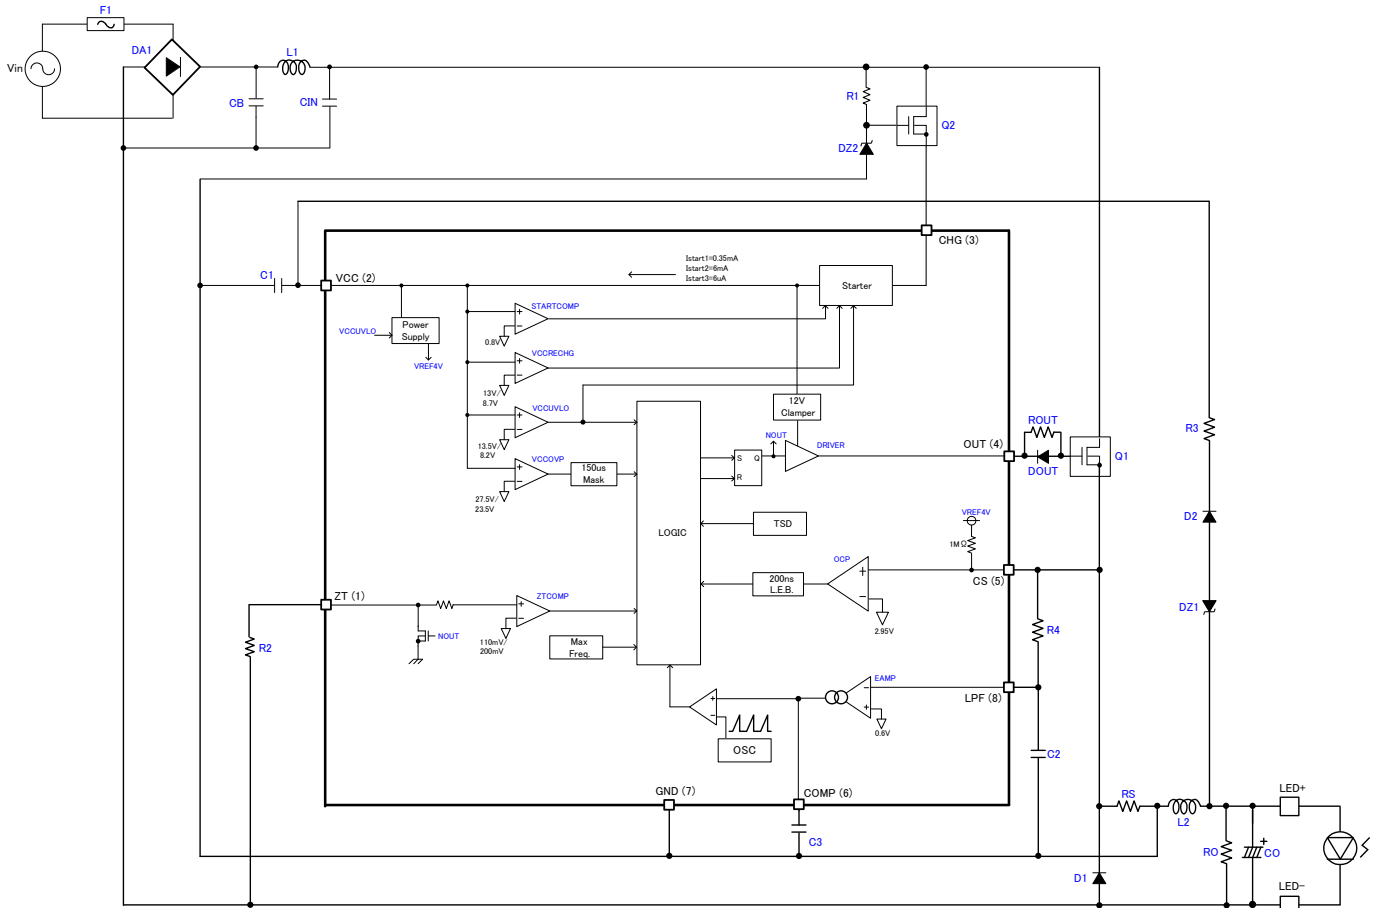 F1
Vin
DA1
L1
CB
CIN
R1
Q2
DZ2
CHG (3)
C1
VCC (2)
Istart1=0.35mA
Istart2=6mA
Istart3=6uA
Starter
VCCUVLO
Power
Supply
VREF4V
STARTCOMP
0.8V
VCCRECHG
13V/
8.7V
VCCUVLO
13.5V/
8.2V
VCCOVP
27.5V/
23.5V
150us
Mask
12V
Clamper
NOUT
S Q
R
DRIVER
OUT (4)
ROUT
DOUT
Q1
R3
LOGIC
TSD
VREF4V
1MΩ
D2
OCP
200ns
L.E.B.
2.95V
CS (5)
ZT (1)
R2
NOUT
ZTCOMP
110mV/
200mV
Max
Freq.
R4
DZ1
EAMP
0.6V
LPF (8)
OSC
C2
GND (7)
COMP (6)
C3
RS
L2
LED+
RO
CO
D1
LED-